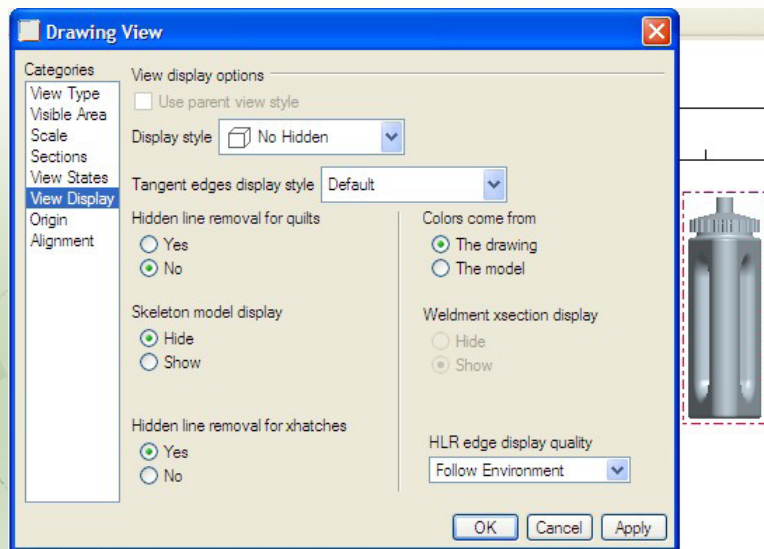 Drawing View
Categories
View Type
Visible Area
Scale
Sections
View States
View Display
Origin
Alignment
View display options
Use parent view style
Display style No Hidden
Tangent edges display style Default
Hidden line removal for quilts
Yes
No
Colors come from
The drawing
The model
Skeleton model display
Hide
Show
Weldment xsection display
Hide
Show
Hidden line removal for xhatches
Yes
No
HLR edge display quality
Follow Environment
OK Cancel Apply